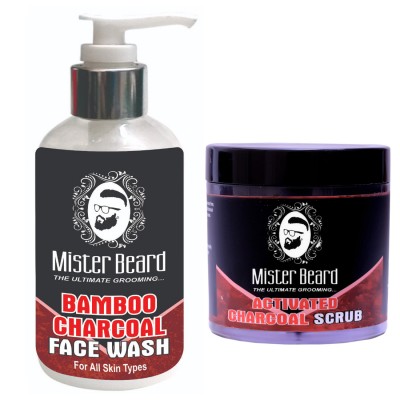 Mister Beard
THE ULTIMATE GROOMING...
BAMBOO
CHARCOAL
FACE WASH
For All Skin Types
Mister Beard
THE ULTIMATE GROOMING...
ACTIVATED
CHARCOAL SCRUB